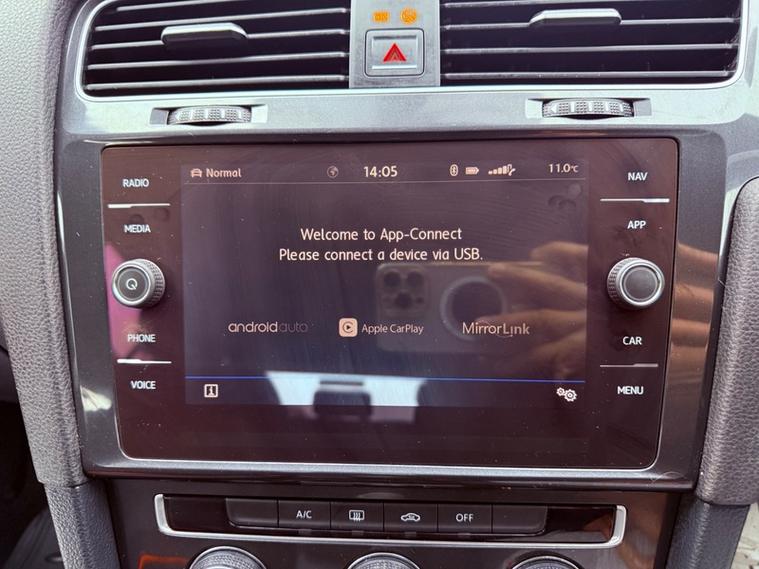 RADIO
MEDIA
PHONE
VOICE
Normal
14:05
11.0°C
Welcome to App-Connect
Please connect a device via USB.
androidauto
Apple CarPlay
MirrorLink
NAV
APP
CAR
MENU
A/C
OFF